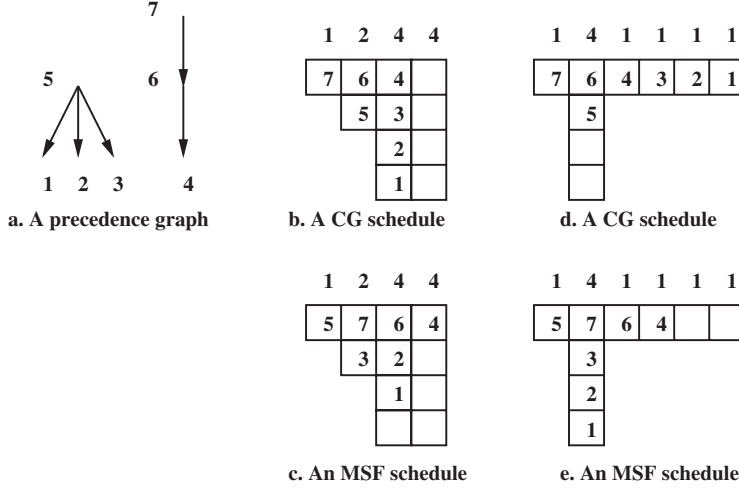 7
5 6
1 2 3 4
a. A precedence graph
1 2 4 4
7 6 4
5 3
2
1
b. A CG schedule
1 4 1 1 1 1
7 6 4 3 2 1
5
d. A CG schedule
1 2 4 4
5 7 6 4
3 2
1
c. An MSF schedule
1 4 1 1 1 1
5 7 6 4
3
2
1
e. An MSF schedule